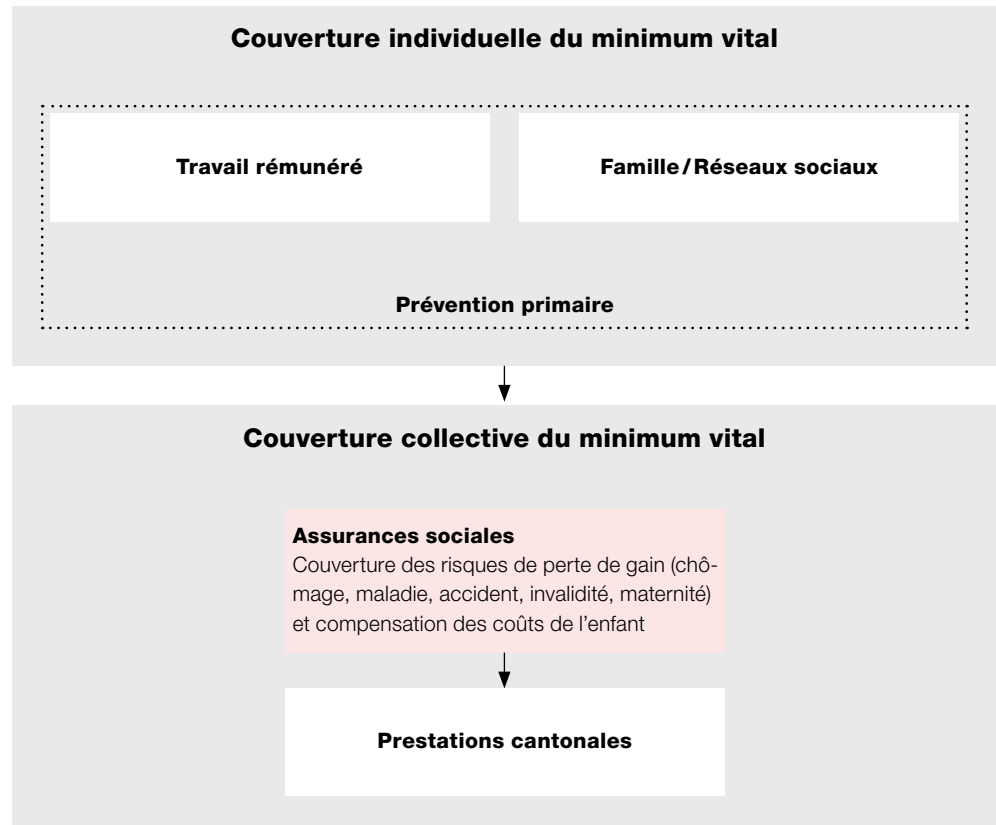 Couverture individuelle du minimum vital
Travail rémunéré
Famille/Réseaux sociaux
Prévention primaire
Couverture collective du minimum vital
Assurances sociales
Couverture des risques de perte de gain (chô-
mage, maladie, accident, invalidité, maternité)
et compensation des coûts de l’enfant
Prestations cantonales